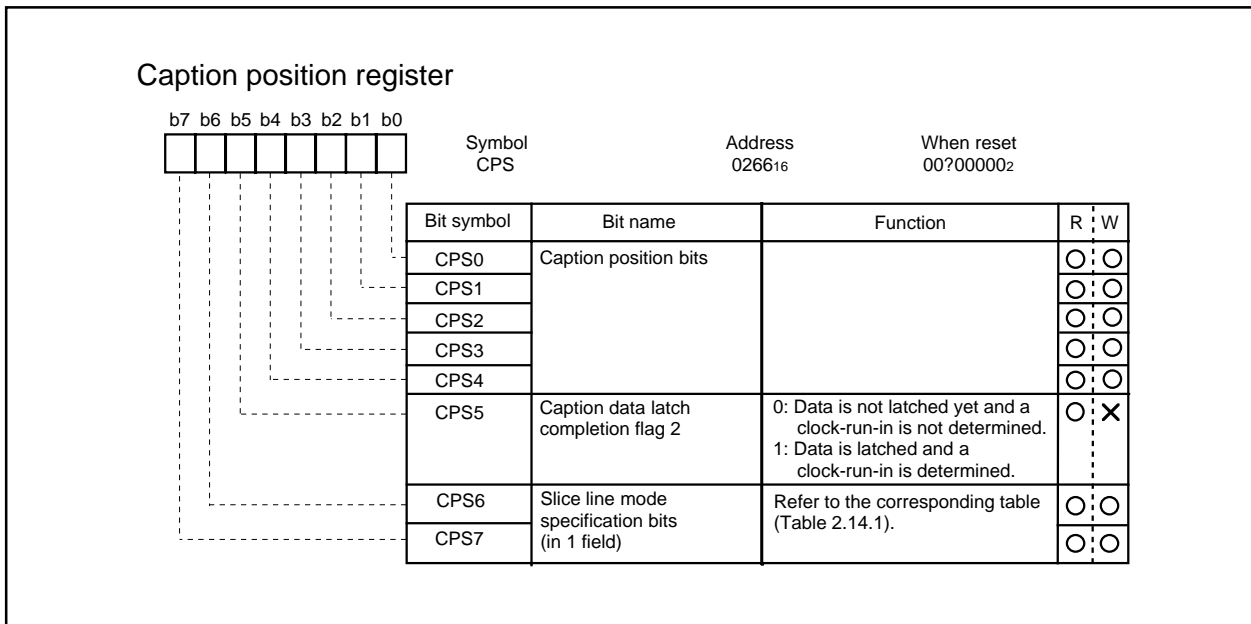 Caption position register
b7 b6 b5 b4 b3 b2 b1 b0
Symbol Address When reset
CPS 026616 00?000002
Bit symbol Bit name Function R W
CPS0 Caption position bits
CPS1
CPS2
CPS3
CPS4
CPS5 Caption data latch 0: Data is not latched yet and a
completion flag 2 clock-run-in is not determined.
1: Data is latched and a
clock-run-in is determined.
CPS6 Slice line mode Refer to the corresponding table
specification bits (Table 2.14.1).
CPS7 (in 1 field)